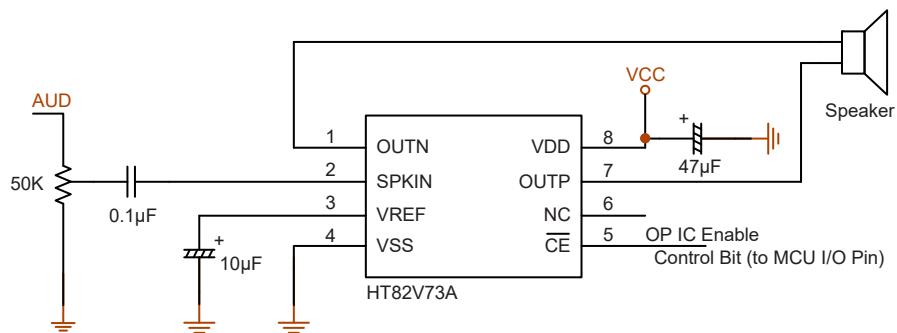 VCC
Speaker
AUD
+
47µF
50K
0.1µF
+
10µF
1
2
3
4
OUTN
SPKIN
VREF
VSS
VDD
OUTP
NC
CE
8
7
6
5
OP IC Enable
Control Bit (to MCU I/O Pin)
HT82V73A